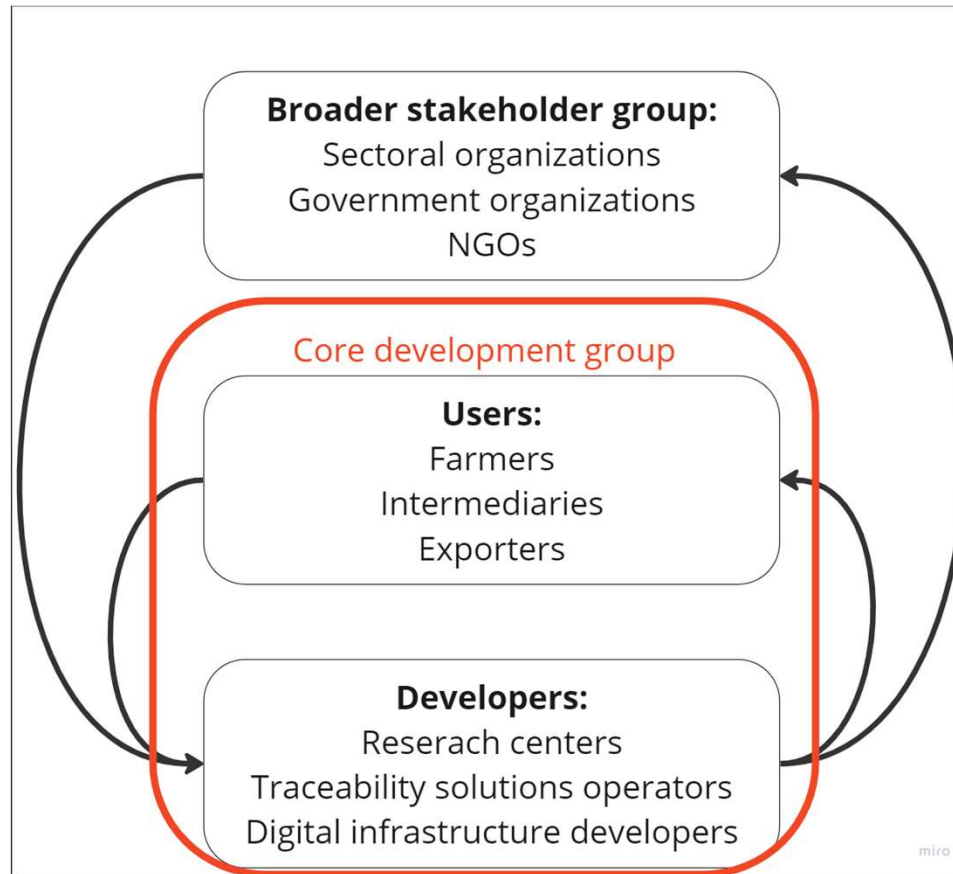 Broader stakeholder group:
Sectoral organizations
Government organizations
NGOs
Core development group
Users:
Farmers
Intermediaries
Exporters
Developers:
Reserach centers
Traceability solutions operators
Digital infrastructure developers
miro